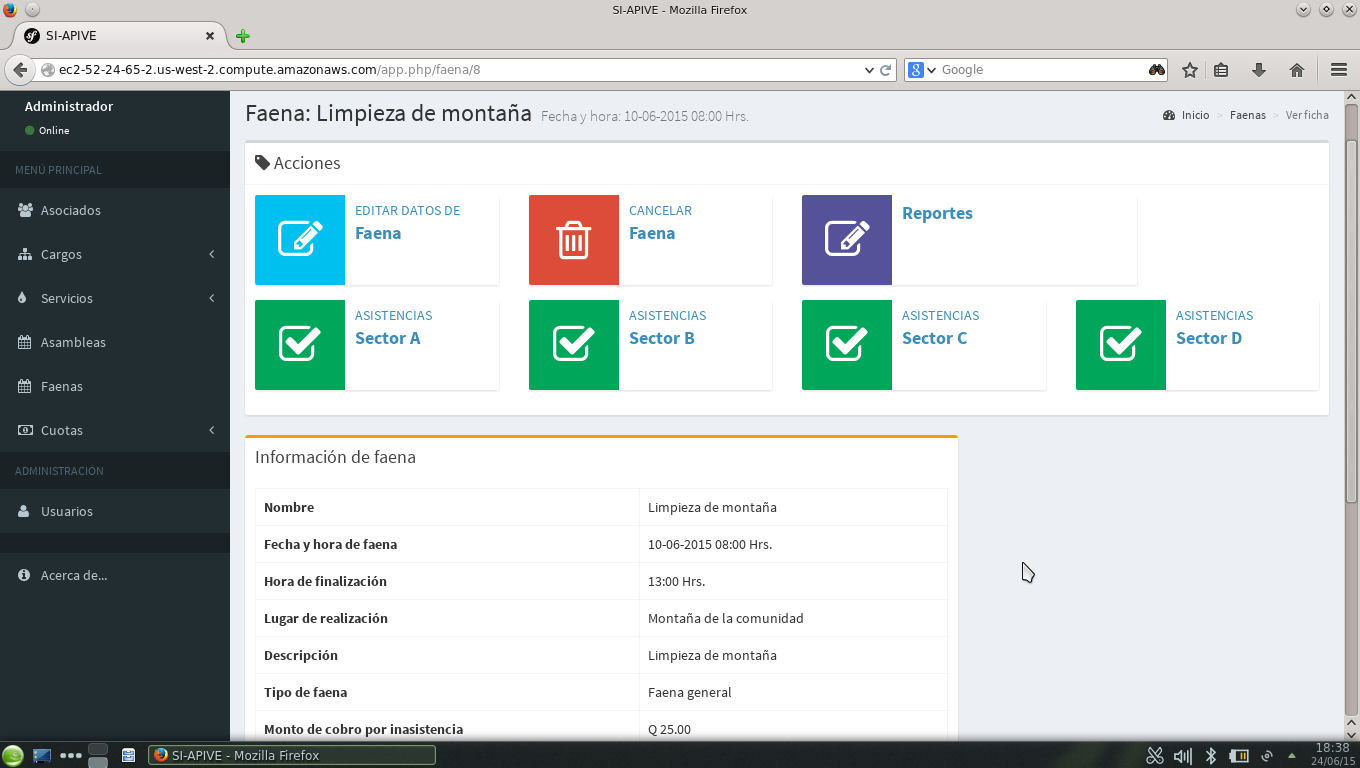 SI-APIVE - Mozilla Firefox
SI-APIVE
ec2-52-24-65-2.us-west-2.compute.amazonaws.com/app.php/faena/8
Google
Administrador
Online
MENÚ PRINCIPAL
Asociados
Cargos
Servicios
Asambleas
Faenas
Cuotas
ADMINISTRACIÓN
Usuarios
Acerca de...
Faena: Limpieza de montaña Fecha y hora: 10-06-2015 08:00 Hrs.
Inicio > Faenas > Ver ficha
Acciones
EDITAR DATOS DE
Faena
CANCELAR
Faena
Reportes
ASISTENCIAS
Sector A
ASISTENCIAS
Sector B
ASISTENCIAS
Sector C
ASISTENCIAS
Sector D
Información de faena
Nombre Limpieza de montaña
Fecha y hora de faena 10-06-2015 08:00 Hrs.
Hora de finalización 13:00 Hrs.
Lugar de realización Montaña de la comunidad
Descripción Limpieza de montaña
Tipo de faena Faena general
Monto de cobro por inasistencia Q 25.00
SI-APIVE - Mozilla Firefox
18:38
24/06/15